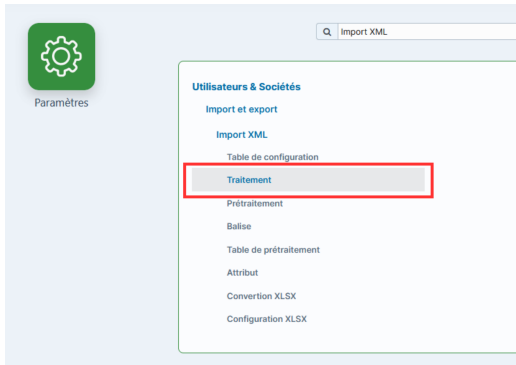 Import XML
Paramètres
Utilisateurs & Sociétés
Import et export
Import XML
Table de configuration
Traitement
Prétraitement
Balise
Table de prétraitement
Attribut
Convertion XLSX
Configuration XLSX